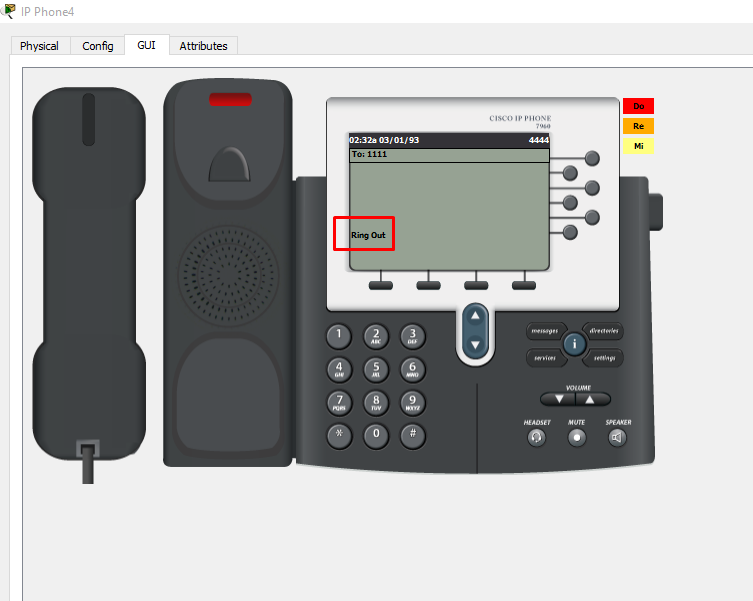 IP Phone4
Physical Config GUI Attributes
CISCO IP PHONE
7960
Do
Re
Mi
02:32a 03/01/93 4444
To: 1111
Ring Out
1 2 ABC 3 DEF
4 GHI 5 JKL 6 MNO
7 PQRS 8 TUV 9 WXYZ
* 0 #
messages directories
i
services settings
VOLUME
HEADSET MUTE SPEAKER